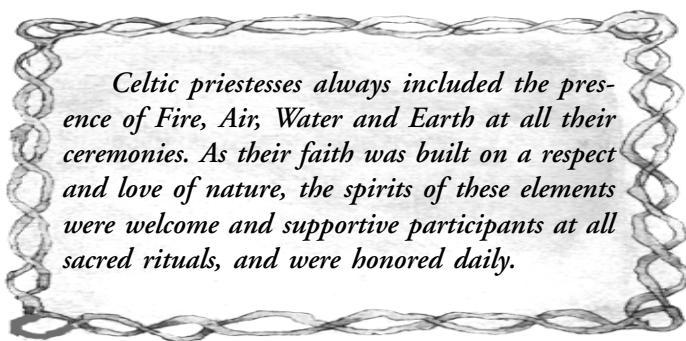 Celtic priestesses always included the pres-
ence of Fire, Air, Water and Earth at all their
ceremonies. As their faith was built on a respect
and love of nature, the spirits of these elements
were welcome and supportive participants at all
sacred rituals, and were honored daily.